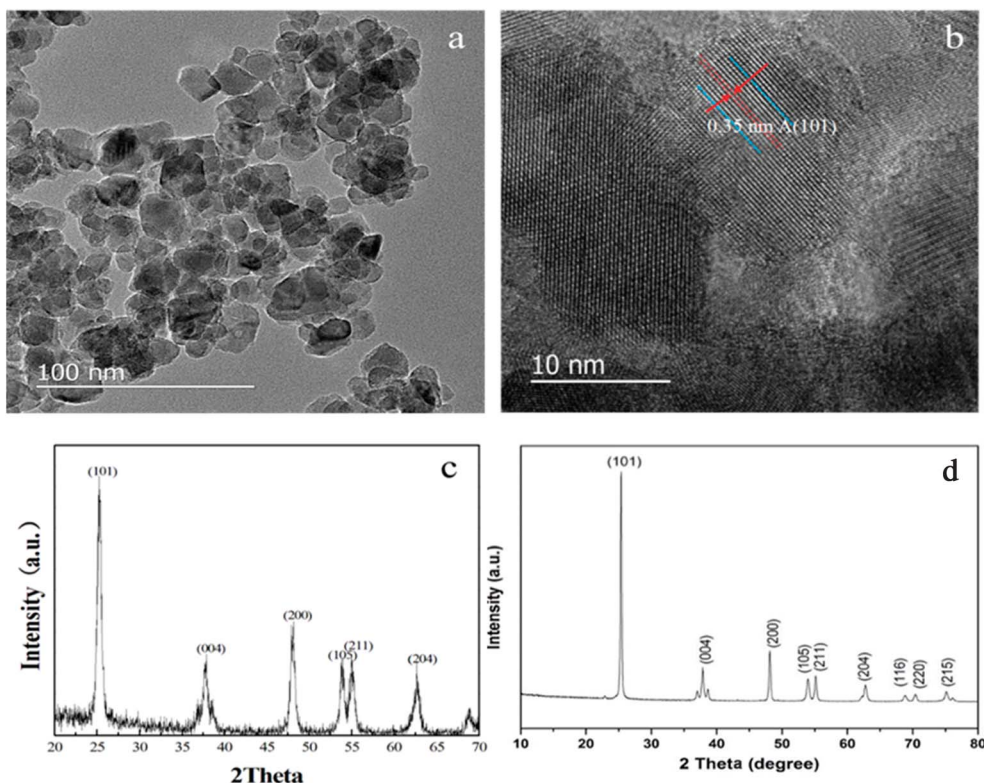 a
100 nm
b
0.35 nm A(101)
10 nm
c
(101)
(004)
(200)
(105)
(211)
(204)
Intensity (a.u.)
20 25 30 35 40 45 50 55 60 65 70
2Theta
d
(101)
(004)
(200)
(105)
(211)
(204)
(116)
(220)
(215)
Intensity (a.u.)
10 20 30 40 50 60 70 80
2 Theta (degree)